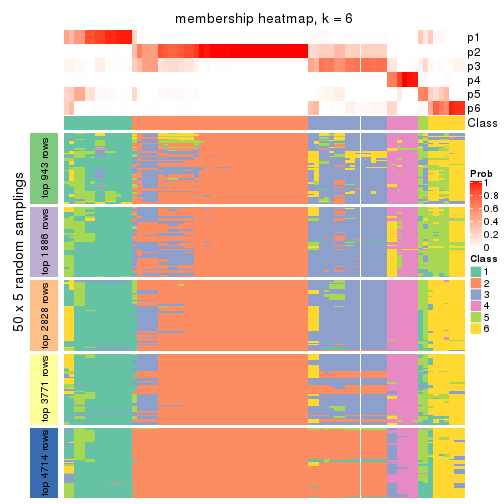 membership heatmap, k = 6
p1
p2
p3
p4
p5
p6
Class
50 x 5 random samplings
top 943 rows
top 1886 rows
top 2828 rows
top 3771 rows
top 4714 rows
Prob
1
0.8
0.6
0.4
0.2
0
Class
1
2
3
4
5
6